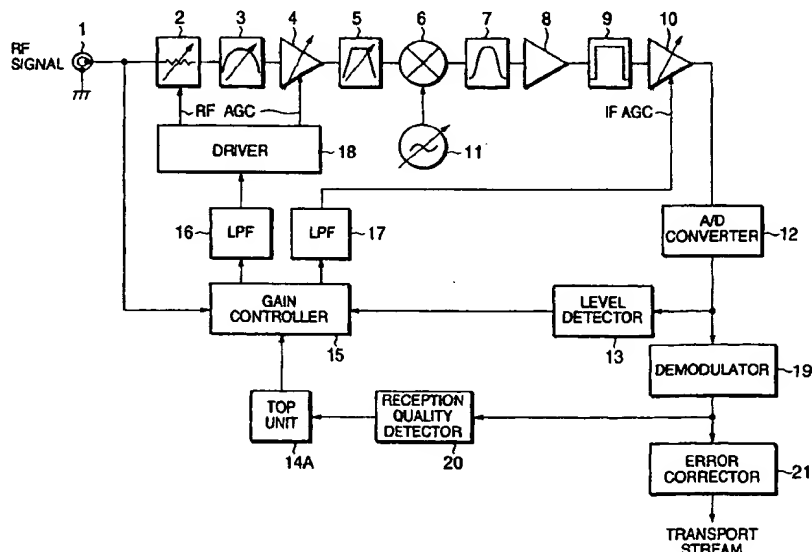 1 2 3 4 5 6 7 8 9 10
RF
SIGNAL
RF AGC
IF AGC
DRIVER
18
11
16 LPF
LPF 17
A/D
CONVERTER
12
GAIN
CONTROLLER
15
LEVEL
DETECTOR
13
DEMODULATOR
19
TOP
UNIT
14A
RECEPTION
QUALITY
DETECTOR
20
ERROR
CORRECTOR
21
TRANSPORT
STREAM